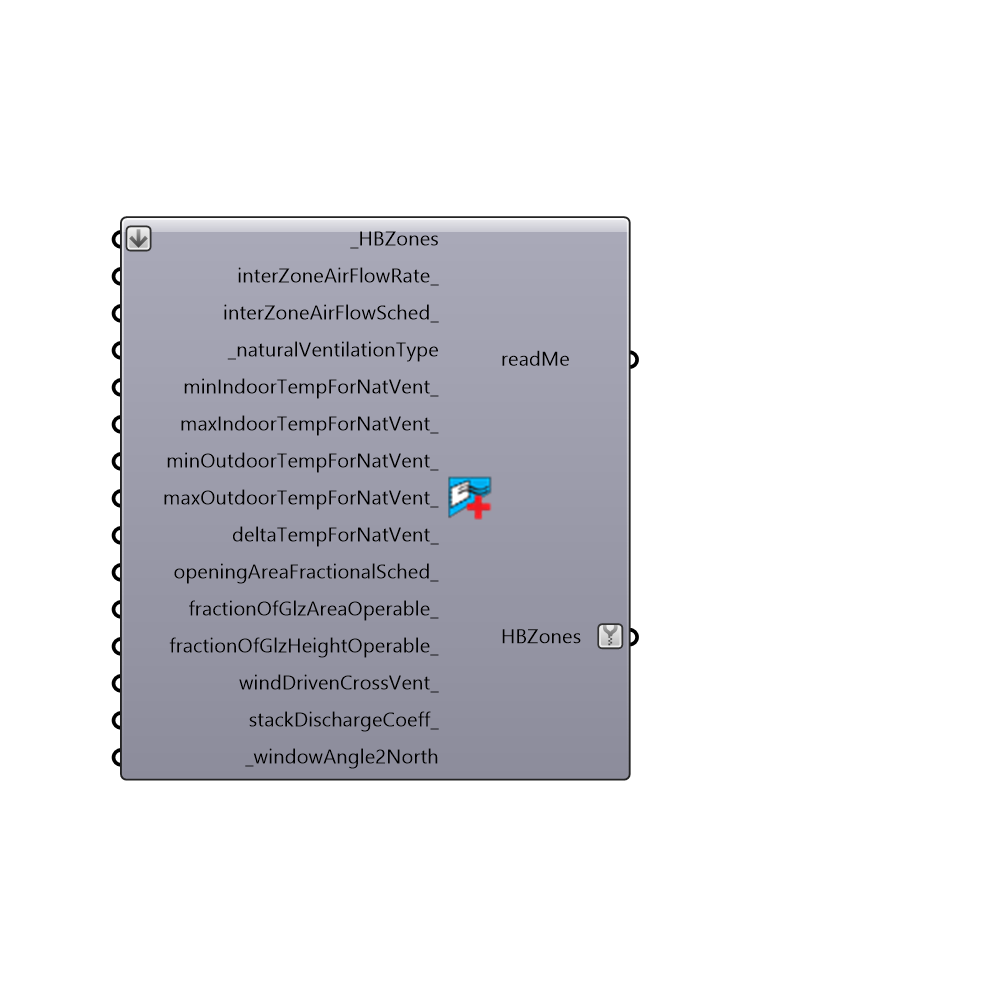 _HBZones
interZoneAirFlowRate_
interZoneAirFlowSched_
_naturalVentilationType
minIndoorTempForNatVent_
maxIndoorTempForNatVent_
minOutdoorTempForNatVent_
maxOutdoorTempForNatVent_
deltaTempForNatVent_
openingAreaFractionalSched_
fractionOfGlzAreaOperable_
fractionOfGlzHeightOperable_
windDrivenCrossVent_
stackDischargeCoeff_
_windowAngle2North
readMe
HBZones